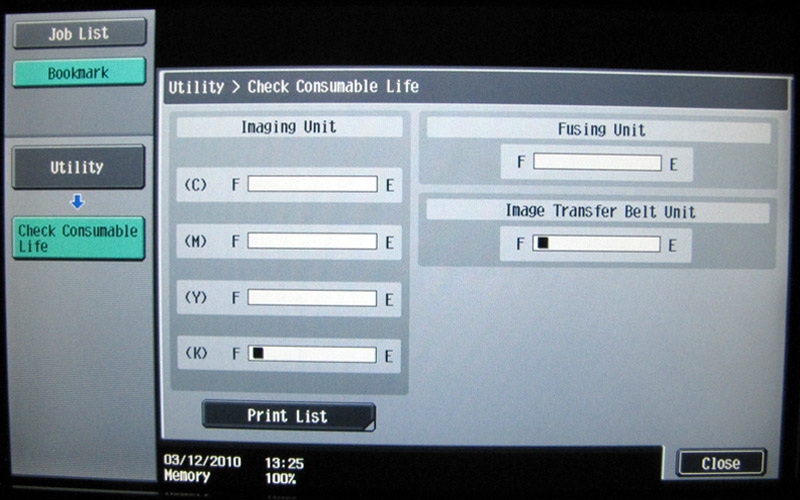 Job List
Bookmark
Utility
Check Consumable
Life
Utility > Check Consumable Life
Imaging Unit
(C) F E
(M) F E
(Y) F E
(K) F E
Print List
Fusing Unit
F E
Image Transfer Belt Unit
F E
03/12/2010 13:25
Memory 100%
Close